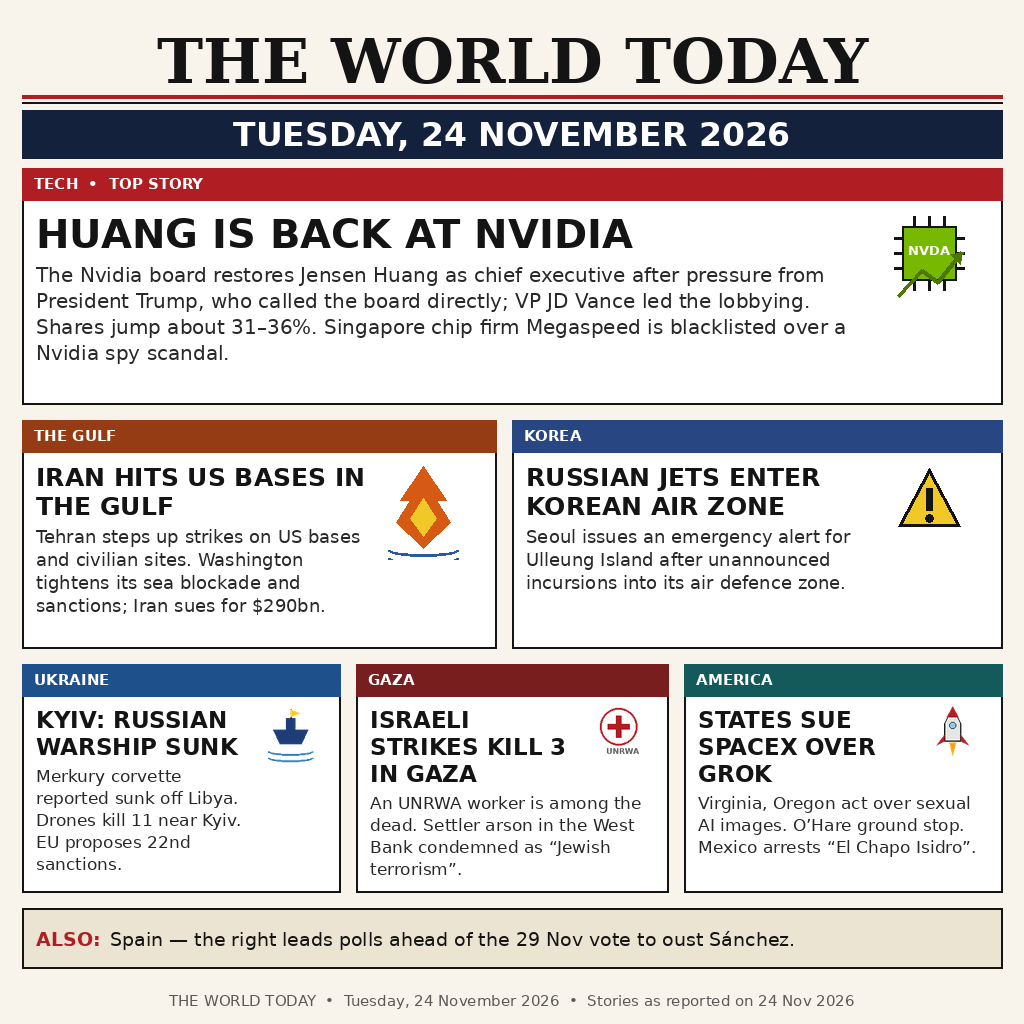 THE WORLD TODAY
TUESDAY, 24 NOVEMBER 2026
TECH • TOP STORY
HUANG IS BACK AT NVIDIA
The Nvidia board restores Jensen Huang as chief executive after pressure from
President Trump, who called the board directly; VP JD Vance led the lobbying.
Shares jump about 31–36%. Singapore chip firm Megaspeed is blacklisted over a
Nvidia spy scandal.
NVDA
THE GULF
IRAN HITS US BASES IN
THE GULF
Tehran steps up strikes on US bases
and civilian sites. Washington
tightens its sea blockade and
sanctions; Iran sues for $290bn.
KOREA
RUSSIAN JETS ENTER
KOREAN AIR ZONE
Seoul issues an emergency alert for
Ulleung Island after unannounced
incursions into its air defence zone.
UKRAINE
KYIV: RUSSIAN
WARSHIP SUNK
Merkury corvette
reported sunk off Libya.
Drones kill 11 near Kyiv.
EU proposes 22nd
sanctions.
GAZA
ISRAELI
STRIKES KILL 3
IN GAZA
UNRWA
An UNRWA worker is among the
dead. Settler arson in the West
Bank condemned as “Jewish
terrorism”.
AMERICA
STATES SUE
SPACEX OVER
GROK
Virginia, Oregon act over sexual
AI images. O’Hare ground stop.
Mexico arrests “El Chapo Isidro”.
ALSO: Spain — the right leads polls ahead of the 29 Nov vote to oust Sánchez.
THE WORLD TODAY • Tuesday, 24 November 2026 • Stories as reported on 24 Nov 2026